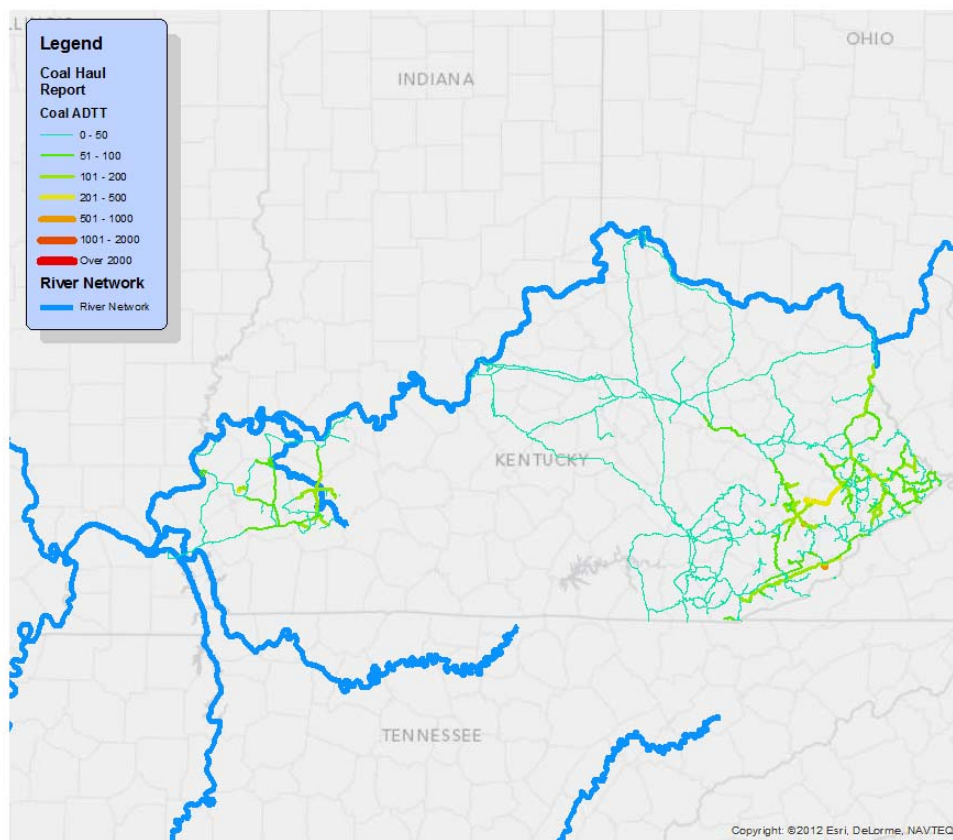 ILLINOIS
OHIO
INDIANA
Legend
Coal Haul
Report
Coal ADTT
0 - 50
51 - 100
101 - 200
201 - 500
501 - 1000
1001 - 2000
Over 2000
River Network
River Network
KENTUCKY
TENNESSEE
Copyright: ©2012 Esri, DeLorme, NAVTEQ